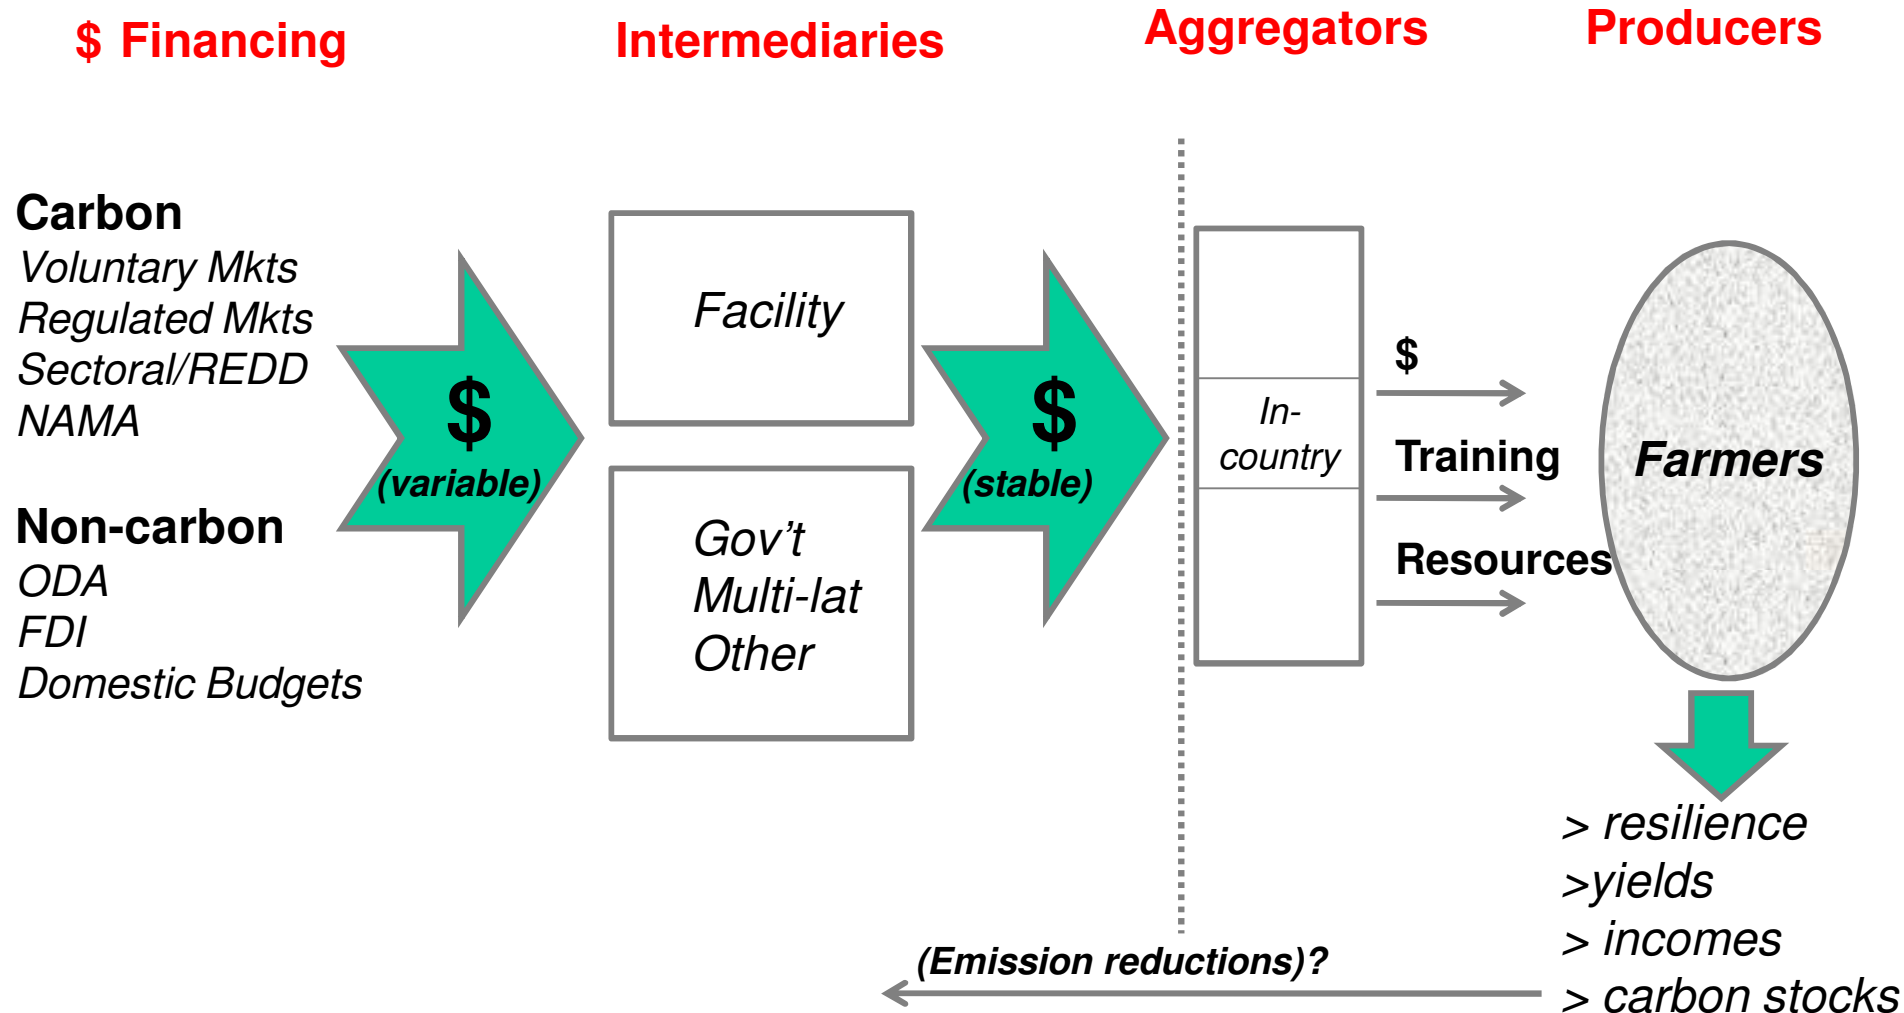 $ Financing
Intermediaries
Aggregators
Producers
Carbon
Voluntary Mkts
Regulated Mkts
Sectoral/REDD
NAMA
Non-carbon
ODA
FDI
Domestic Budgets
$
(variable)
Facility
Gov’t
Multi-lat
Other
$
(stable)
In-
country
$
Training
Resources
Farmers
> resilience
>yields
> incomes
> carbon stocks
(Emission reductions)?